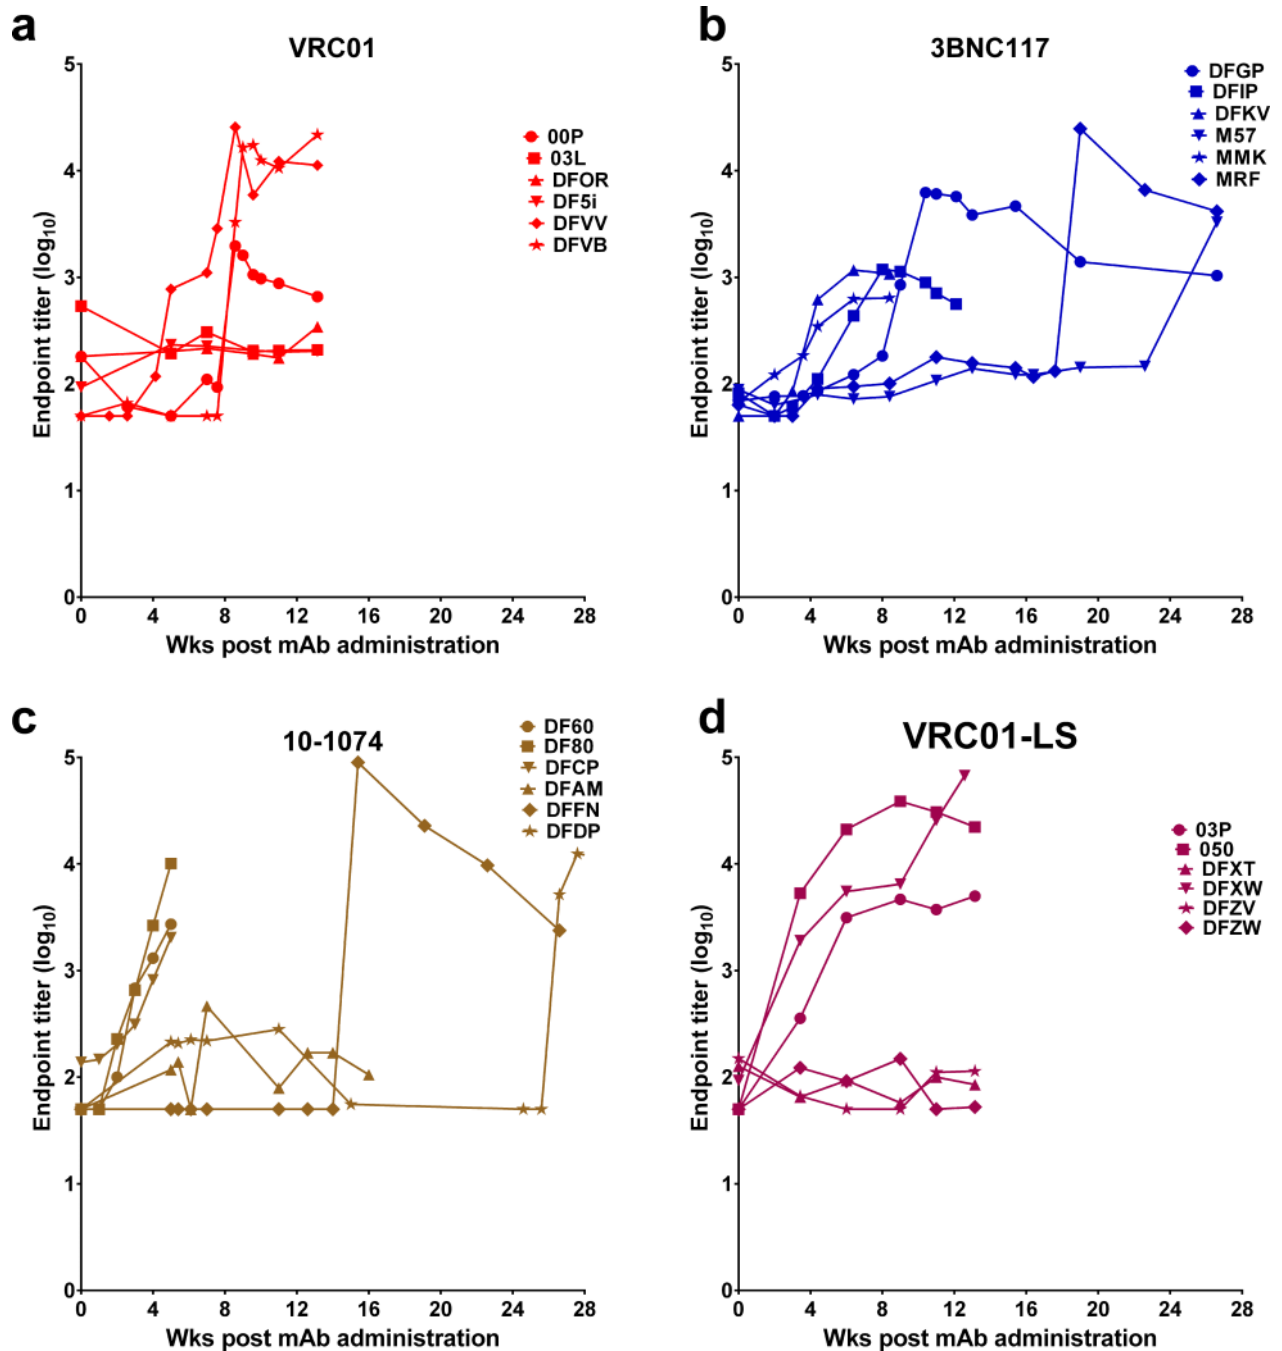 a
VRC01
5
4
3
2
1
0
0 4 8 12 16 20 24 28
Endpoint titer (log10)
Wks post mAb administration
00P
03L
DFOR
DF5i
DFVV
DFVB
b
3BNC117
5
4
3
2
1
0
0 4 8 12 16 20 24 28
Endpoint titer (log10)
Wks post mAb administration
DFGP
DFIP
DFKV
M57
MMK
MRF
c
10-1074
5
4
3
2
1
0
0 4 8 12 16 20 24 28
Endpoint titer (log10)
Wks post mAb administration
DF60
DF80
DFCP
DFAM
DFFN
DFDP
d
VRC01-LS
5
4
3
2
1
0
0 4 8 12 16 20 24 28
Endpoint titer (log10)
Wks post mAb administration
03P
050
DFXT
DFXW
DFZV
DFZW